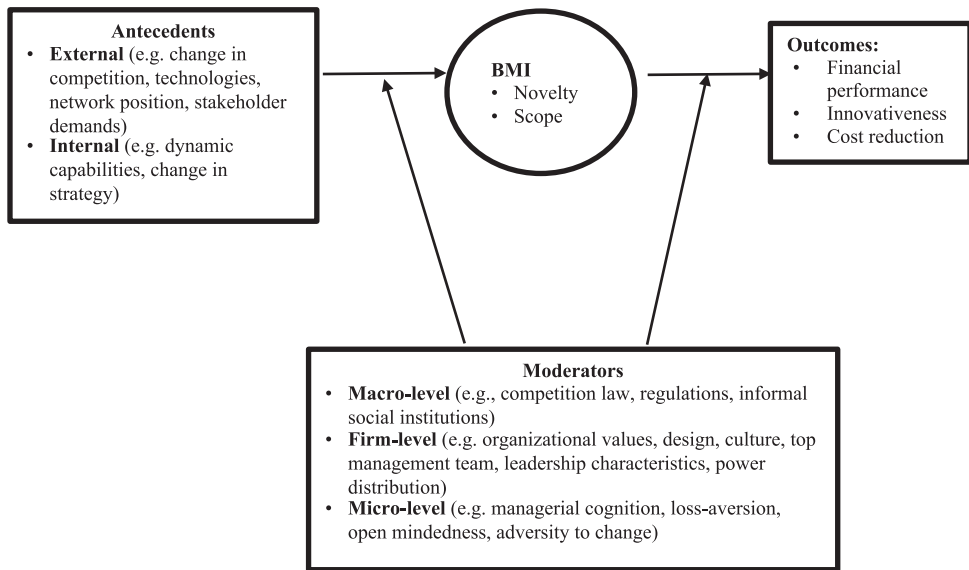 Antecedents
• External (e.g. change in
competition, technologies,
network position, stakeholder
demands)
• Internal (e.g. dynamic
capabilities, change in
strategy)
BMI
• Novelty
• Scope
Outcomes:
• Financial
performance
• Innovativeness
• Cost reduction
Moderators
• Macro-level (e.g., competition law, regulations, informal
social institutions)
• Firm-level (e.g. organizational values, design, culture, top
management team, leadership characteristics, power
distribution)
• Micro-level (e.g. managerial cognition, loss-aversion,
open mindedness, adversity to change)